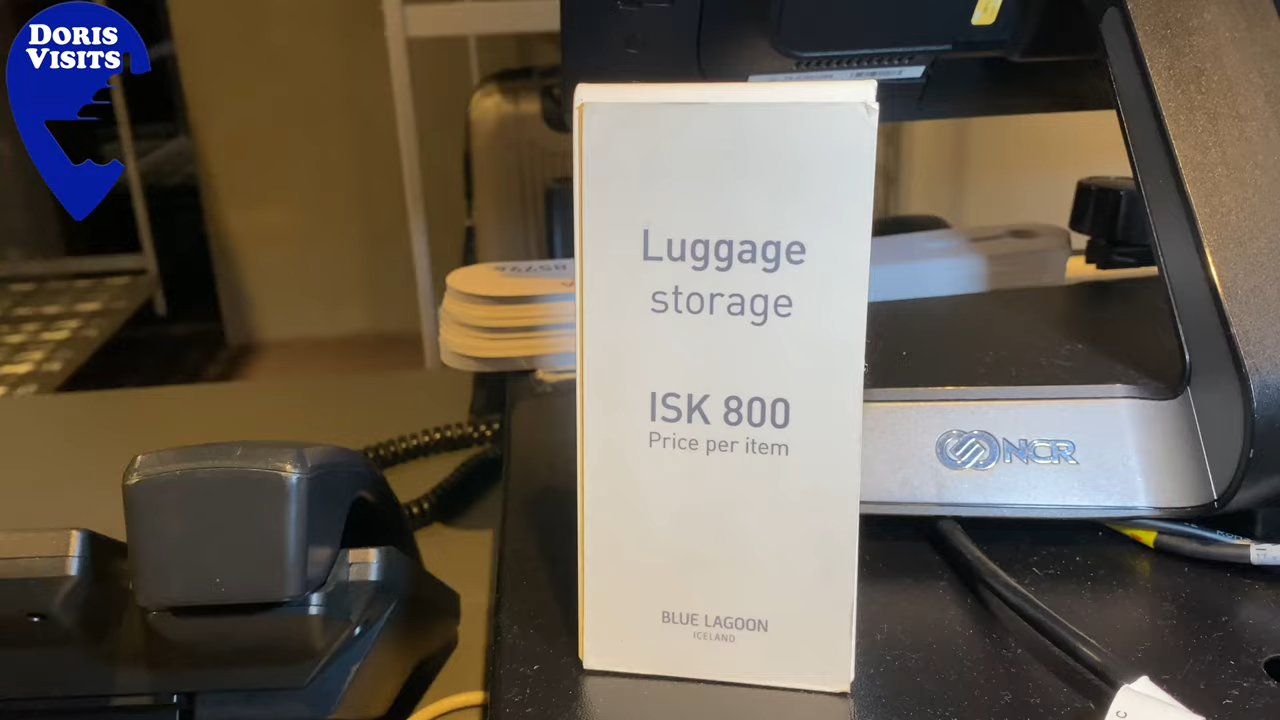 DORIS
VISITS
Luggage
storage
ISK 800
Price per item
BLUE LAGOON
ICELAND
NCR